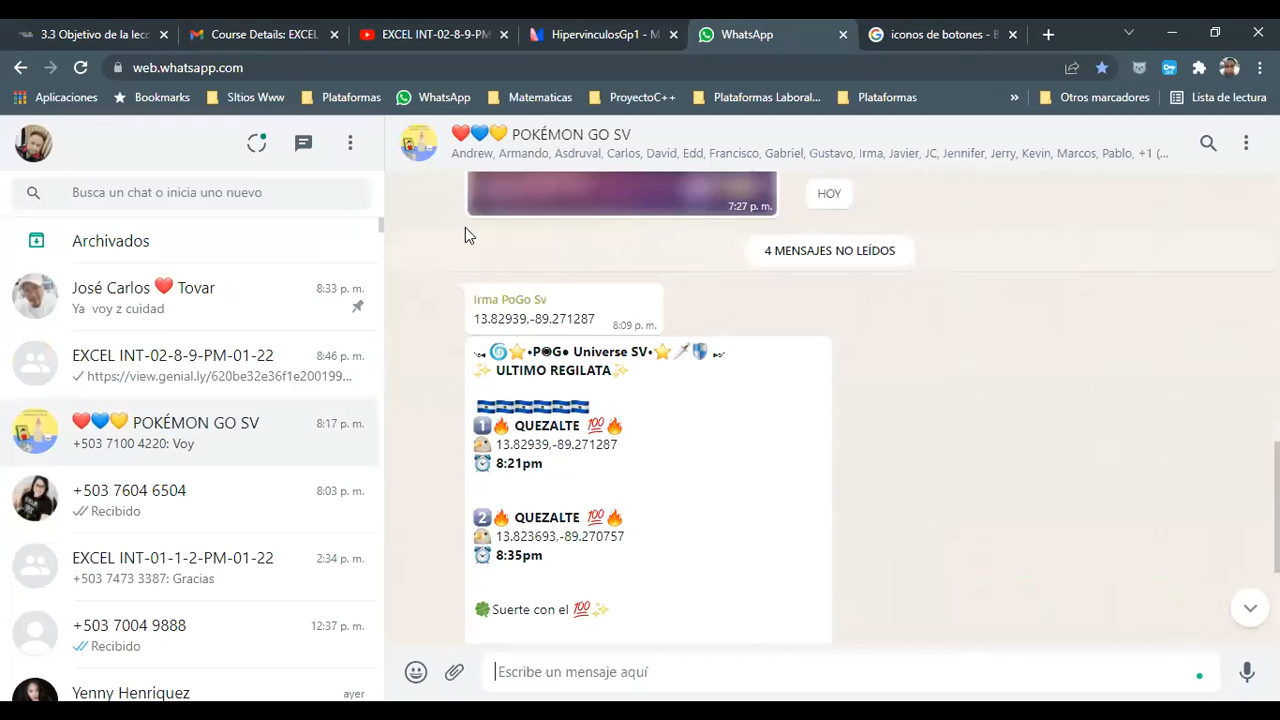 3.3 Objetivo de la lecc
Course Details: EXCEL
EXCEL INT-02-8-9-PM-
HipervinculosGp1 - M
WhatsApp
iconos de botones - B
web.whatsapp.com
Aplicaciones
Bookmarks
SItios Www
Plataformas
WhatsApp
Matematicas
ProyectoC++
Plataformas Laboral...
Plataformas
»
Otros marcadores
Lista de lectura
Busca un chat o inicia uno nuevo
Archivados
José Carlos ❤️ Tovar
8:33 p. m.
Ya voy z cuidad
EXCEL INT-02-8-9-PM-01-22
8:46 p. m.
https://view.genial.ly/620be32e36f1e200199...
❤️💙💛 POKÉMON GO SV
8:17 p. m.
+503 7100 4220: Voy
+503 7604 6504
8:03 p. m.
Recibido
EXCEL INT-01-1-2-PM-01-22
2:34 p. m.
+503 7473 3387: Gracias
+503 7004 9888
12:37 p. m.
Recibido
Yenny Henriquez
ayer
❤️💙💛 POKÉMON GO SV
Andrew, Armando, Asdruval, Carlos, David, Edd, Francisco, Gabriel, Gustavo, Irma, Javier, JC, Jennifer, Jerry, Kevin, Marcos, Pablo, +1 (...
7:27 p. m.
HOY
4 MENSAJES NO LEÍDOS
Irma PoGo Sv
13.82939,-89.271287
8:09 p. m.
🌀⭐•P◉G● Universe SV•⭐🗡️🛡️
✨ ULTIMO REGILATA✨
🇸🇻🇸🇻🇸🇻🇸🇻🇸🇻🇸🇻
1️⃣🔥 QUEZALTE 💯🔥
13.82939,-89.271287
⏰ 8:21pm
2️⃣🔥 QUEZALTE 💯🔥
13.823693,-89.270757
⏰ 8:35pm
🍀Suerte con el 💯✨
Escribe un mensaje aquí